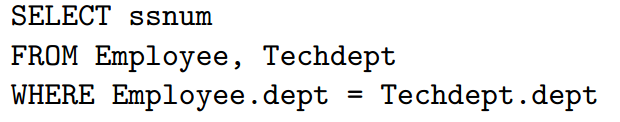 SELECT ssnum
FROM Employee, Techdept
WHERE Employee.dept = Techdept.dept